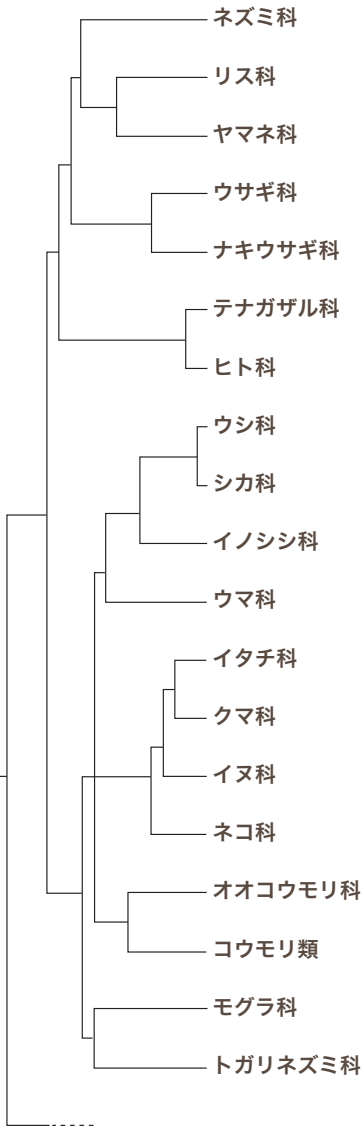 ネズミ科
リス科
ヤマネ科
ウサギ科
ナキウサギ科
テナガザル科
ヒト科
ウシ科
シカ科
イノシシ科
ウマ科
イタチ科
クマ科
イヌ科
ネコ科
オオコウモリ科
コウモリ類
モグラ科
トガリネズミ科